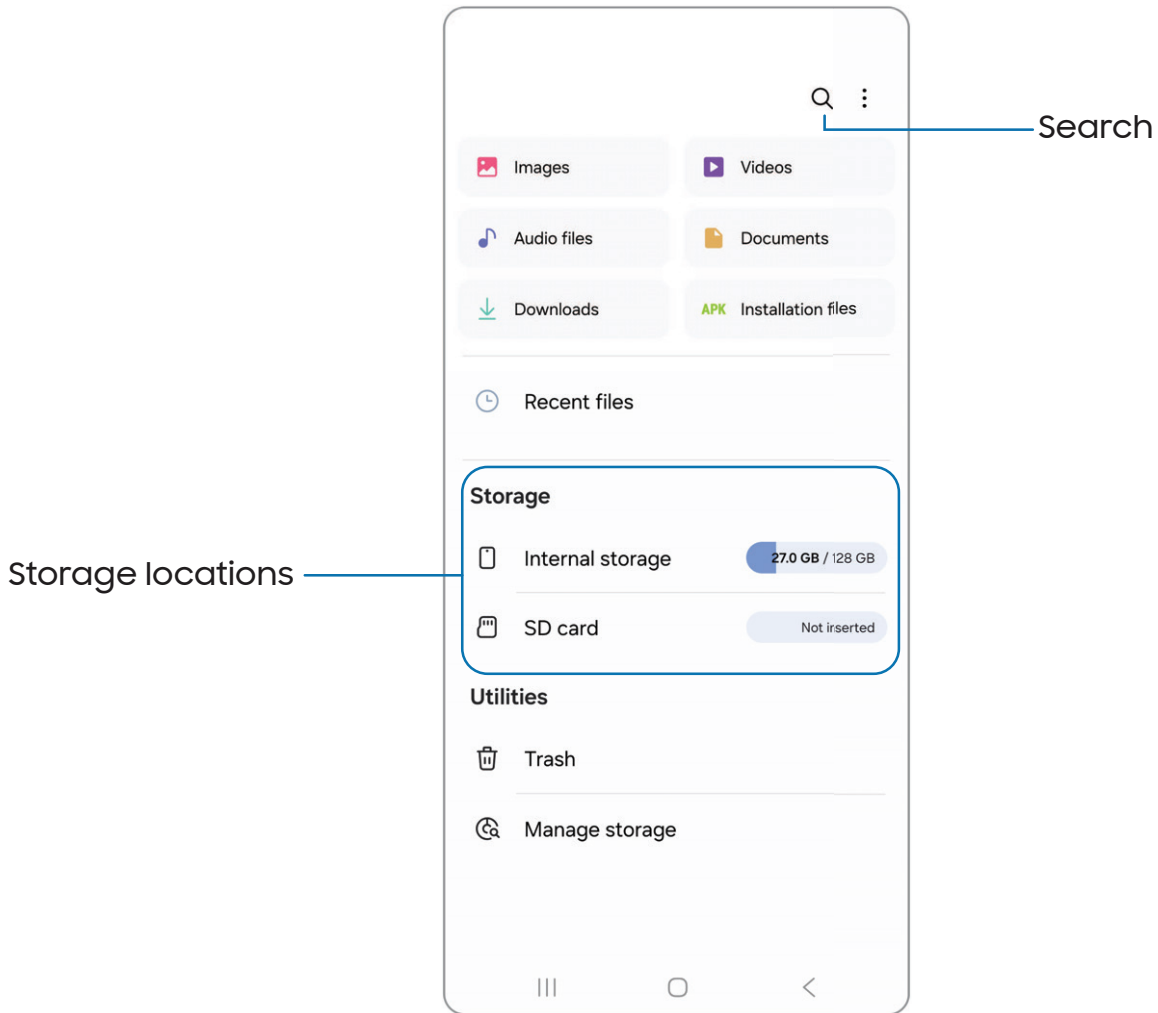 Search
Images
Videos
Audio files
Documents
Downloads
APK Installation files
Recent files
Storage
Storage locations
Internal storage
27.0 GB / 128 GB
SD card
Not inserted
Utilities
Trash
Manage storage